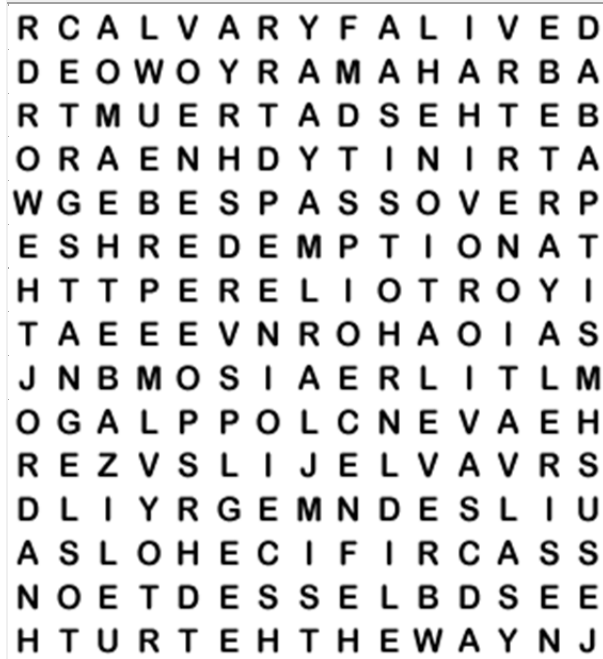 R C A L V A R Y F A L I V E D
D E O W O Y R A M A H A R B A
R T M U E R T A D S E H T E B
O R A E N H D Y T I N I R T A
W G E B E S P A S S O V E R P
E S H R E D E M P T I O N A T
H T T P E R E L I O T R O Y I
T A E E E V N R O H A O I A S
J N B M O S I A E R L I T L M
O G A L P P O L C N E V A E H
R E Z V S L I J E L V A V R S
D L I Y R G E M N D E S L I U
A S L O H E C I F I R C A S S
N O E T D E S S E L B D S E E
H T U R T E H T H E W A Y N J